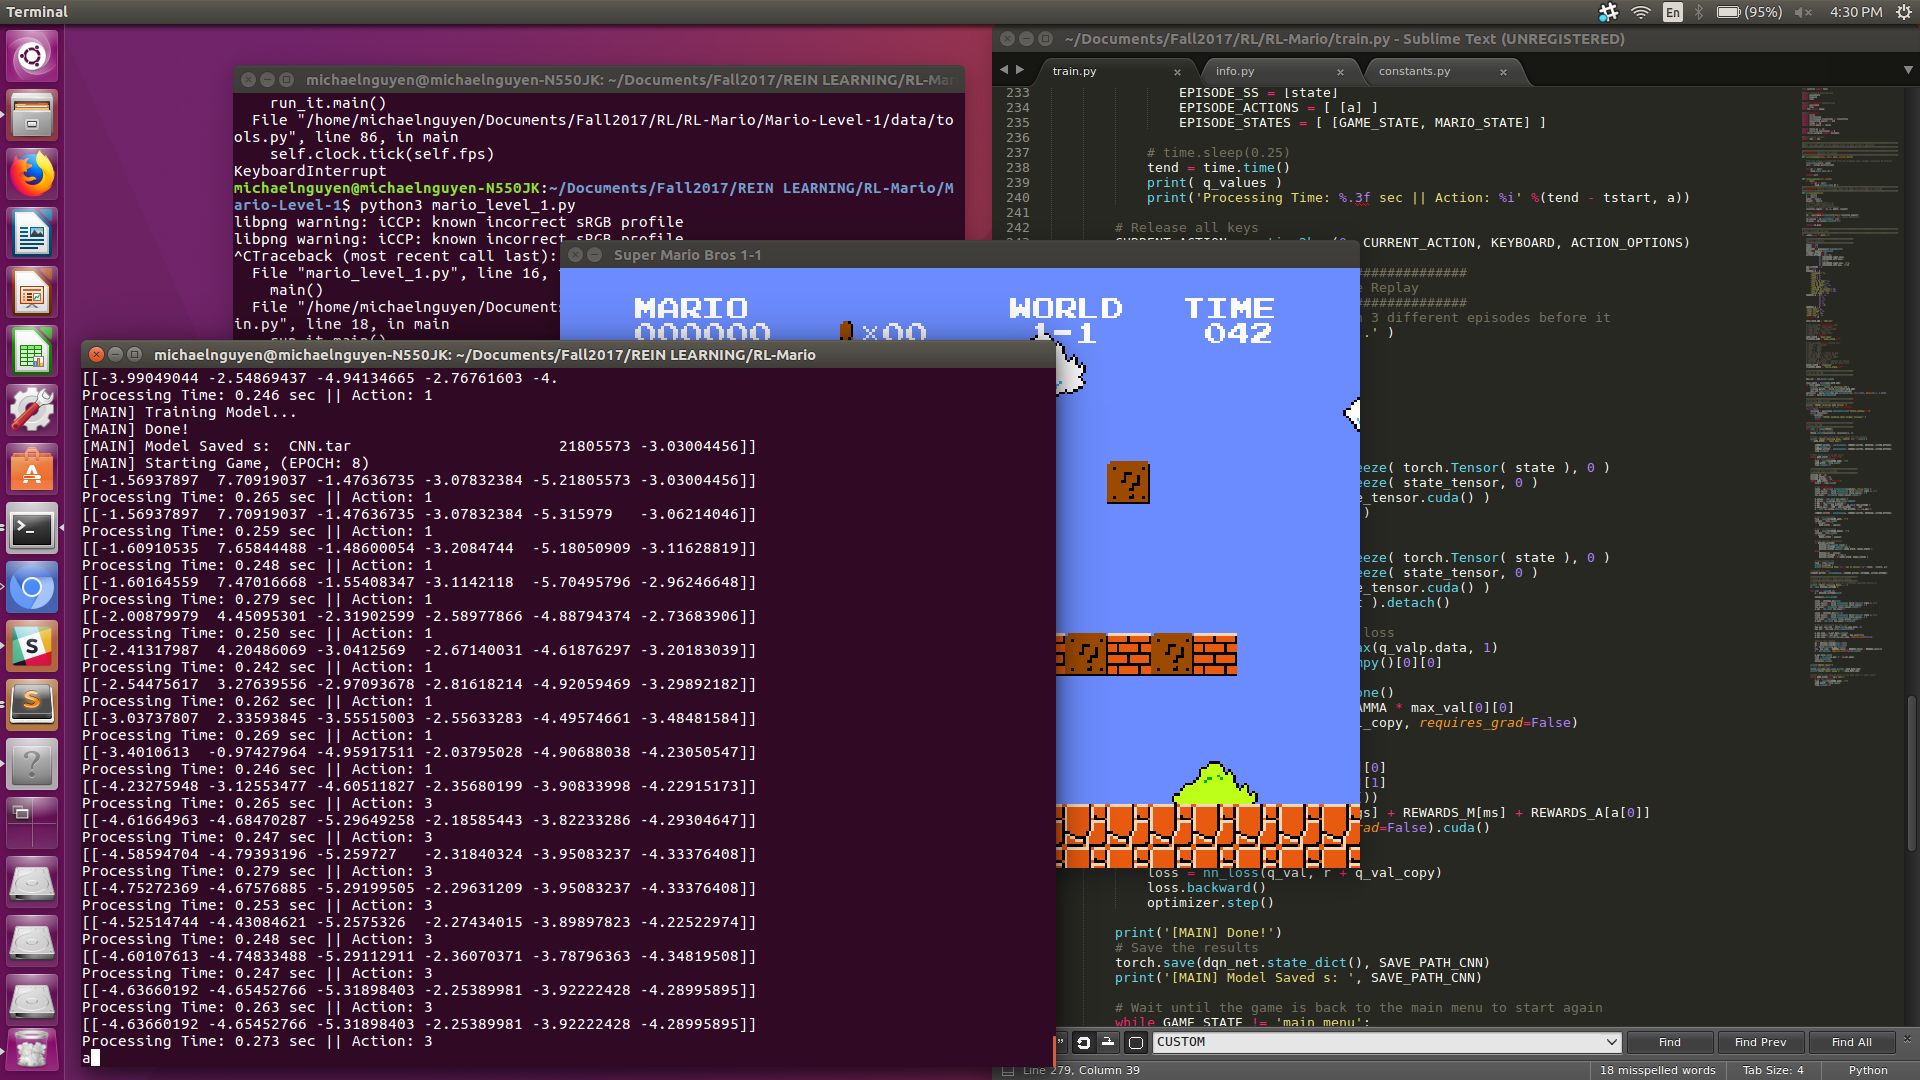 Terminal
En
(95%)
4:30 PM
michaelnguyen@michaelnguyen-N550JK: ~/Documents/Fall2017/REIN LEARNING/RL-Mar
run_it.main()
File "/home/michaelnguyen/Documents/Fall2017/RL/RL-Mario/Mario-Level-1/data/to
ols.py", line 86, in main
self.clock.tick(self.fps)
KeyboardInterrupt
michaelnguyen@michaelnguyen-N550JK:~/Documents/Fall2017/REIN LEARNING/RL-Mario/M
ario-Level-1$ python3 mario_level_1.py
libpng warning: iCCP: known incorrect sRGB profile
libpng warning: iCCP: known incorrect sRGB profile
^CTraceback (most recent call last):
File "mario_level_1.py", line 16,
main()
File "/home/michaelnguyen/Document
in.py", line 18, in main
run_it.main()
Super Mario Bros 1-1
MARIO
WORLD
TIME
000000
×00
1-1
042
michaelnguyen@michaelnguyen-N550JK: ~/Documents/Fall2017/REIN LEARNING/RL-Mario
[[-3.99049044 -2.54869437 -4.94134665 -2.76761603 -4.
Processing Time: 0.246 sec || Action: 1
[MAIN] Training Model...
[MAIN] Done!
[MAIN] Model Saved s:  CNN.tar                       21805573 -3.03004456]]
[MAIN] Starting Game, (EPOCH: 8)
[[-1.56937897  7.70919037 -1.47636735 -3.07832384 -5.21805573 -3.03004456]]
Processing Time: 0.265 sec || Action: 1
[[-1.56937897  7.70919037 -1.47636735 -3.07832384 -5.315979   -3.06214046]]
Processing Time: 0.259 sec || Action: 1
[[-1.60910535  7.65844488 -1.48600054 -3.2084744  -5.18050909 -3.11628819]]
Processing Time: 0.248 sec || Action: 1
[[-1.60164559  7.47016668 -1.55408347 -3.1142118  -5.70495796 -2.96246648]]
Processing Time: 0.279 sec || Action: 1
[[-2.00879979  4.45095301 -2.31902599 -2.58977866 -4.88794374 -2.73683906]]
Processing Time: 0.250 sec || Action: 1
[[-2.41317987  4.20486069 -3.0412569  -2.67140031 -4.61876297 -3.20183039]]
Processing Time: 0.242 sec || Action: 1
[[-2.54475617  3.27639556 -2.97093678 -2.81618214 -4.92059469 -3.29892182]]
Processing Time: 0.262 sec || Action: 1
[[-3.03737807  2.33593845 -3.55515003 -2.55633283 -4.49574661 -3.48481584]]
Processing Time: 0.269 sec || Action: 1
[[-3.4010613  -0.97427964 -4.95917511 -2.03795028 -4.90688038 -4.23050547]]
Processing Time: 0.246 sec || Action: 1
[[-4.23275948 -3.12553477 -4.60511827 -2.35680199 -3.90833998 -4.22915173]]
Processing Time: 0.265 sec || Action: 3
[[-4.61664963 -4.68470287 -5.29649258 -2.18585443 -3.82233286 -4.29304647]]
Processing Time: 0.247 sec || Action: 3
[[-4.58594704 -4.79393196 -5.259727   -2.31840324 -3.95083237 -4.33376408]]
Processing Time: 0.279 sec || Action: 3
[[-4.75272369 -4.67576885 -5.29199505 -2.29631209 -3.95083237 -4.33376408]]
Processing Time: 0.253 sec || Action: 3
[[-4.52514744 -4.43084621 -5.2575326  -2.27434015 -3.89897823 -4.22522974]]
Processing Time: 0.248 sec || Action: 3
[[-4.60107613 -4.74833488 -5.29112911 -2.36070371 -3.78796363 -4.34819508]]
Processing Time: 0.247 sec || Action: 3
[[-4.63660192 -4.65452766 -5.31898403 -2.25389981 -3.92222428 -4.28995895]]
Processing Time: 0.263 sec || Action: 3
[[-4.63660192 -4.65452766 -5.31898403 -2.25389981 -3.92222428 -4.28995895]]
Processing Time: 0.273 sec || Action: 3
a
~/Documents/Fall2017/RL/RL-Mario/train.py - Sublime Text (UNREGISTERED)
train.py
info.py
constants.py
233 EPISODE_SS = [state]
234 EPISODE_ACTIONS = [ [a] ]
235 EPISODE_STATES = [ [GAME_STATE, MARIO_STATE] ]
236
237 # time.sleep(0.25)
238 tend = time.time()
239 print( q_values )
240 print('Processing Time: %.3f sec || Action: %i' %(tend - tstart, a))
241
242 # Release all keys
CURRENT_ACTION, KEYBOARD, ACTION_OPTIONS)
##############
Replay
##############
3 different episodes before it
.' )
eeze( torch.Tensor( state ), 0 )
eeze( state_tensor, 0 )
e_tensor.cuda() )
)
eeze( torch.Tensor( state ), 0 )
eeze( state_tensor, 0 )
e_tensor.cuda() )
).detach()
loss
ax(q_valp.data, 1)
mpy()[0][0]
one()
AMMA * max_val[0][0]
l_copy, requires_grad=False)
[0]
[1]
))
s] + REWARDS_M[ms] + REWARDS_A[a[0]]
ad=False).cuda()
loss = nn_loss(q_val, r + q_val_copy)
loss.backward()
optimizer.step()
print('[MAIN] Done!')
# Save the results
torch.save(dqn_net.state_dict(), SAVE_PATH_CNN)
print('[MAIN] Model Saved s: ', SAVE_PATH_CNN)
# Wait until the game is back to the main menu to start again
while GAME_STATE != 'main menu':
CUSTOM
Find
Find Prev
Find All
Line 279, Column 39
18 misspelled words
Tab Size: 4
Python